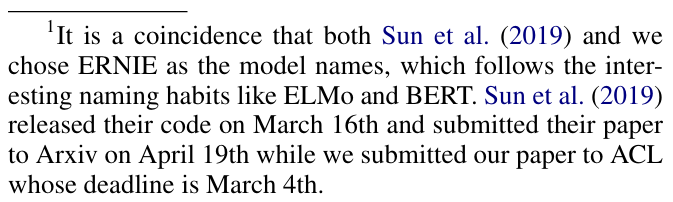 1It is a coincidence that both Sun et al. (2019) and we
chose ERNIE as the model names, which follows the inter-
esting naming habits like ELMo and BERT. Sun et al. (2019)
released their code on March 16th and submitted their paper
to Arxiv on April 19th while we submitted our paper to ACL
whose deadline is March 4th.